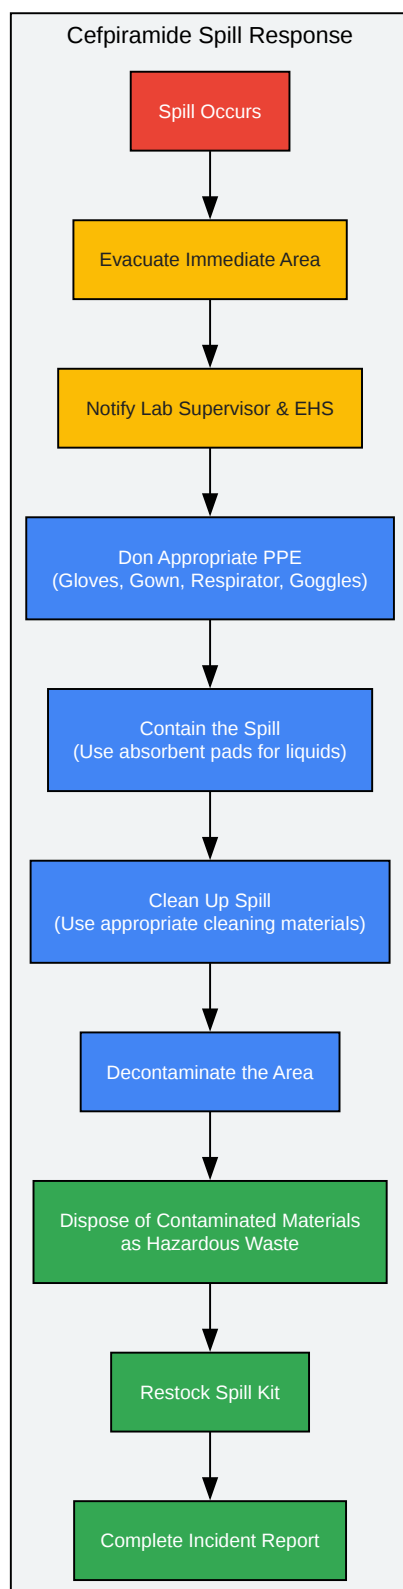 Cefpiramide Spill Response
Spill Occurs
Evacuate Immediate Area
Notify Lab Supervisor & EHS
Don Appropriate PPE
(Gloves, Gown, Respirator, Goggles)
Contain the Spill
(Use absorbent pads for liquids)
Clean Up Spill
(Use appropriate cleaning materials)
Decontaminate the Area
Dispose of Contaminated Materials
as Hazardous Waste
Restock Spill Kit
Complete Incident Report